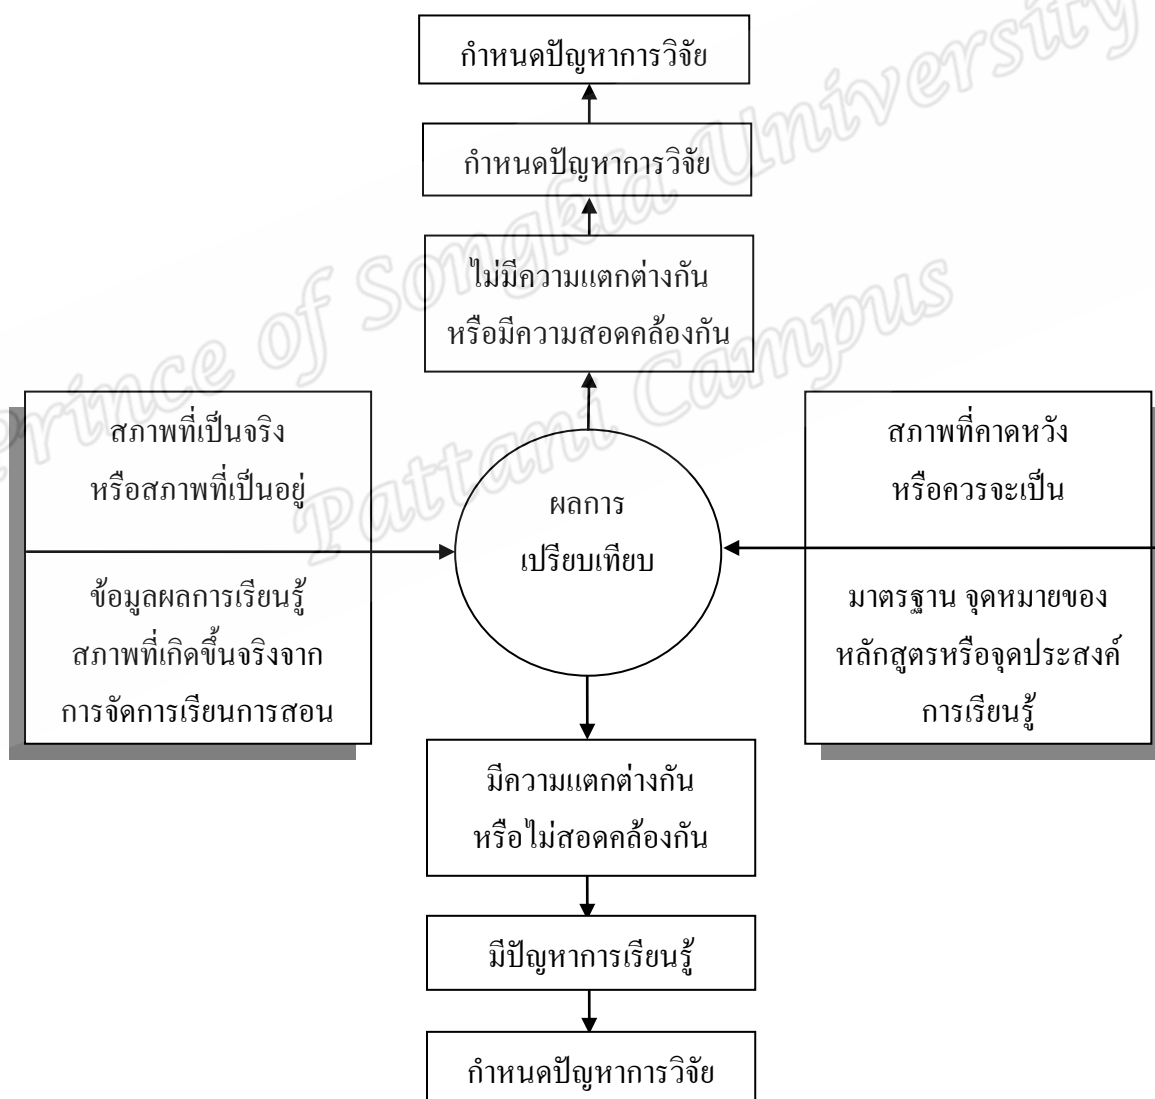 กำหนดปัญหาการวิจัย
กำหนดปัญหาการวิจัย
ไม่มีความแตกต่างกัน
หรือมีความสอดคล้องกัน
สภาพที่เป็นจริง
หรือสภาพที่เป็นอยู่
ข้อมูลผลการเรียนรู้
สภาพที่เกิดขึ้นจริงจาก
การจัดการเรียนการสอน
ผลการ
เปรียบเทียบ
สภาพที่คาดหวัง
หรือควรจะเป็น
มาตรฐาน จุดหมายของ
หลักสูตรหรือจุดประสงค์
การเรียนรู้
มีความแตกต่างกัน
หรือไม่สอดคล้องกัน
มีปัญหาการเรียนรู้
กำหนดปัญหาการวิจัย
Prince of Songkla University
Pattani Campus